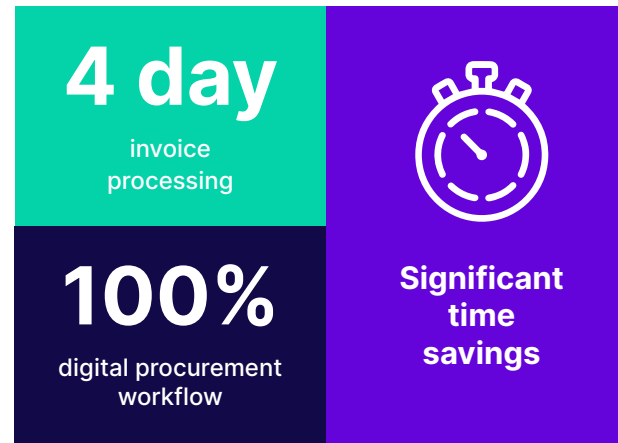 4 day
invoice
processing
100%
digital procurement
workflow
Significant
time
savings